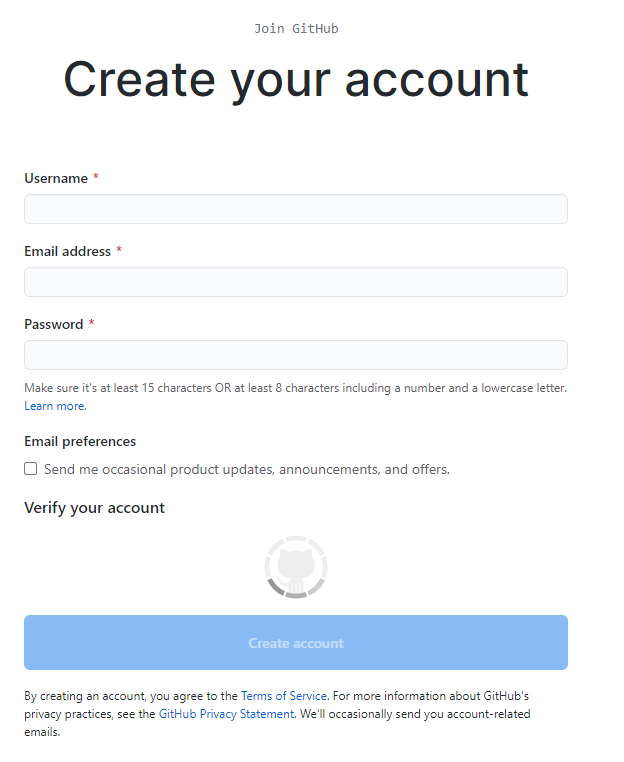 Join GitHub
Create your account
Username *
Email address *
Password *
Make sure it's at least 15 characters OR at least 8 characters including a number and a lowercase letter.
Learn more.
Email preferences
Send me occasional product updates, announcements, and offers.
Verify your account
Create account
By creating an account, you agree to the Terms of Service. For more information about GitHub's
privacy practices, see the GitHub Privacy Statement. We'll occasionally send you account-related
emails.